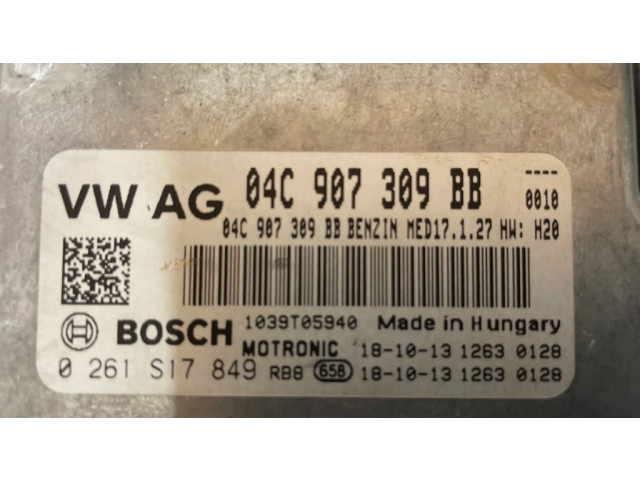 VW AG 04C 907 309 BB ----
0010
04C 907 309 BB BENZIN MED17.1.27 HW: H20
BOSCH 1039T05940 Made in Hungary
MOTRONIC 18-10-13 1263 0128
0 261 S17 849 RB8 656 18-10-13 1263 0128